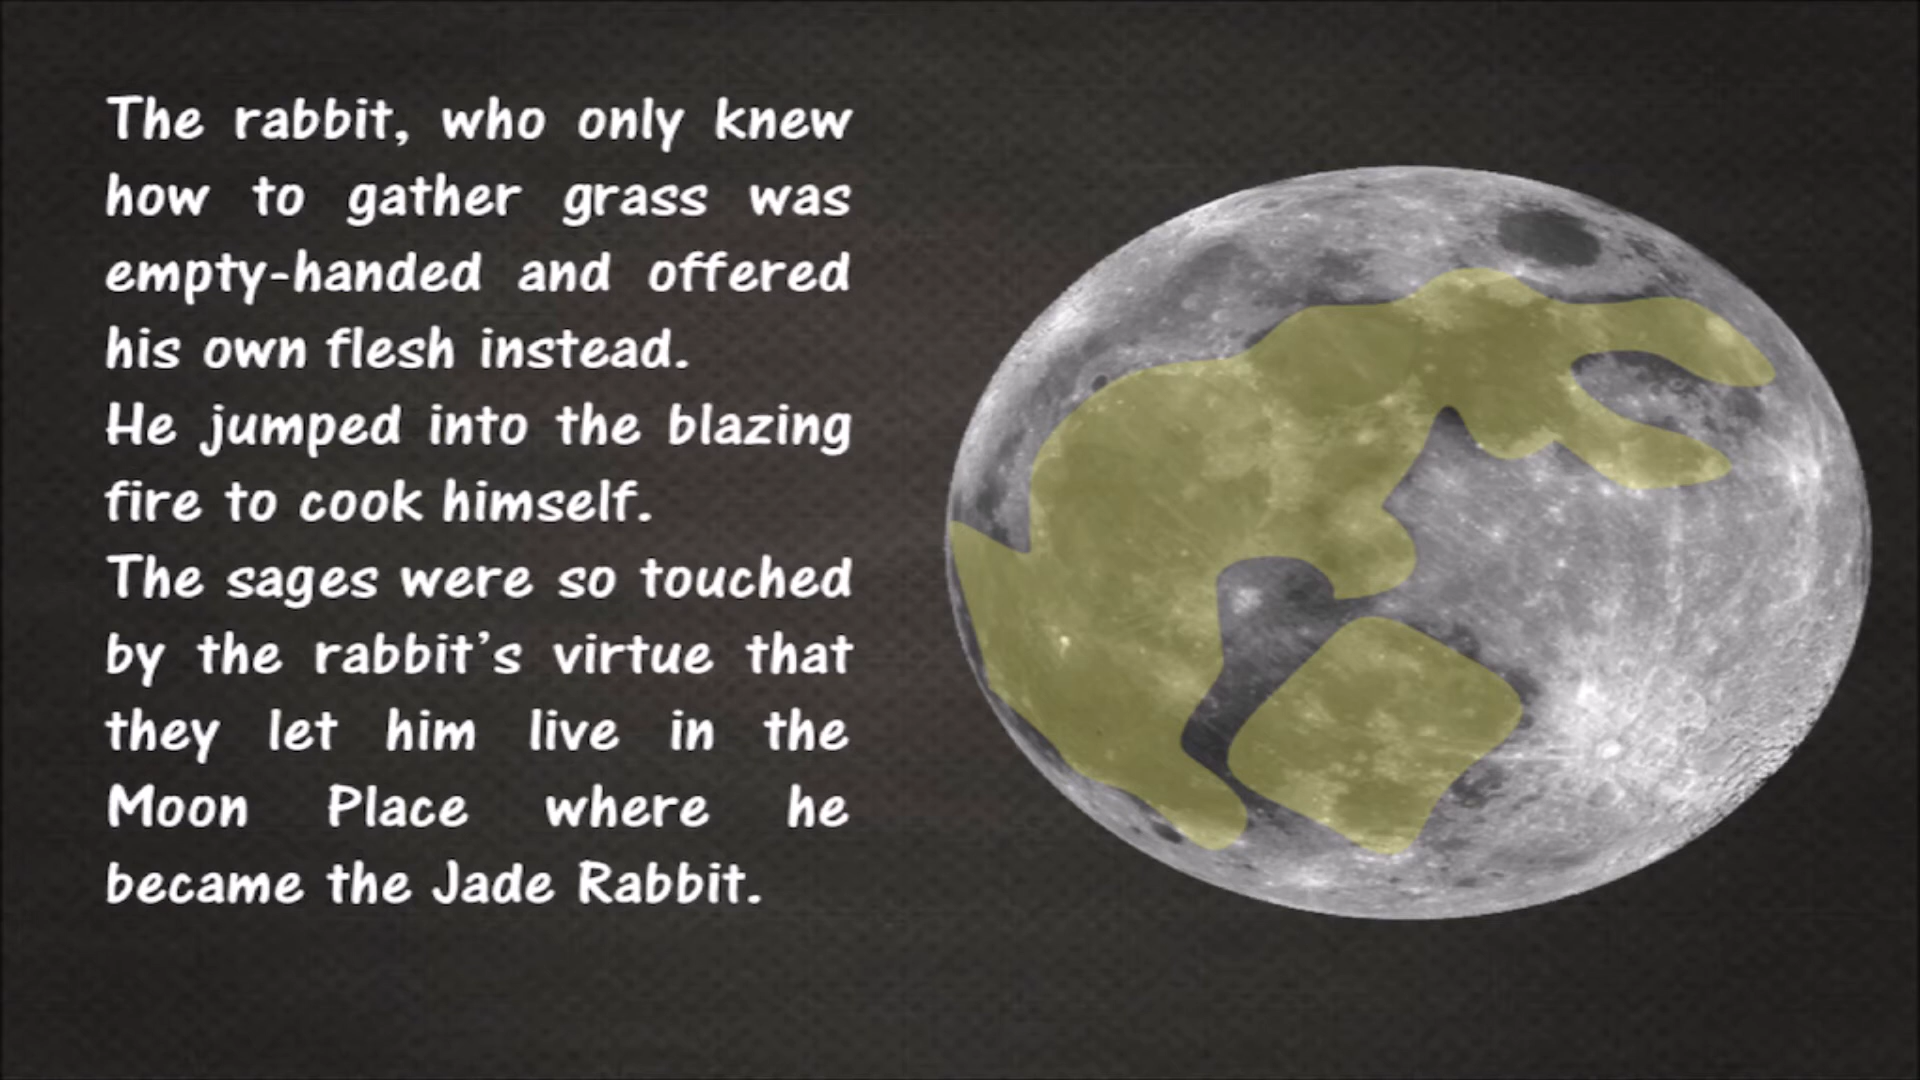 The rabbit, who only knew
how to gather grass was
empty-handed and offered
his own flesh instead.
He jumped into the blazing
fire to cook himself.
The sages were so touched
by the rabbit's virtue that
they let him live in the
Moon Place where he
became the Jade Rabbit.